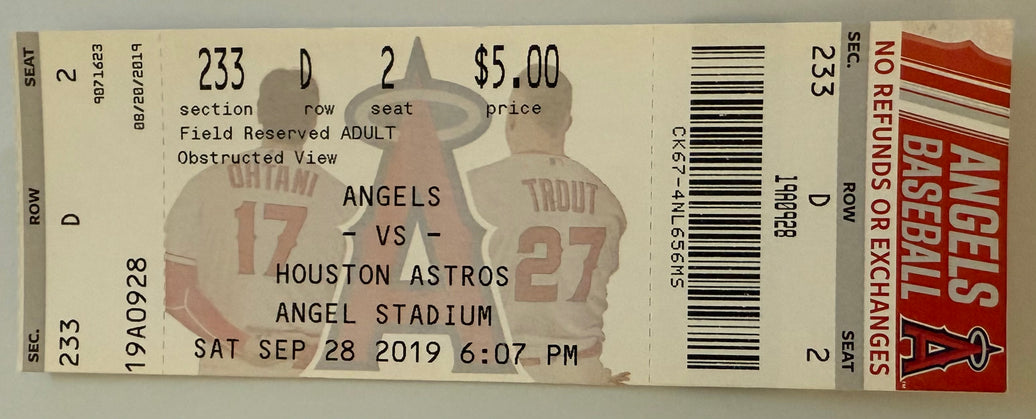 SEAT 2 9071623
08/20/2019
ROW D
SEC. 233 19A0928
233 D 2 $5.00
section row seat price
Field Reserved ADULT
Obstructed View
OHTANI
17
TROUT
27
ANGELS
- VS -
HOUSTON ASTROS
ANGEL STADIUM
SAT SEP 28 2019 6:07 PM
CK67-4NL656MS
19A0928
SEC. 233
ROW D
SEAT 2
NO REFUNDS OR EXCHANGES
ANGELS
BASEBALL
A